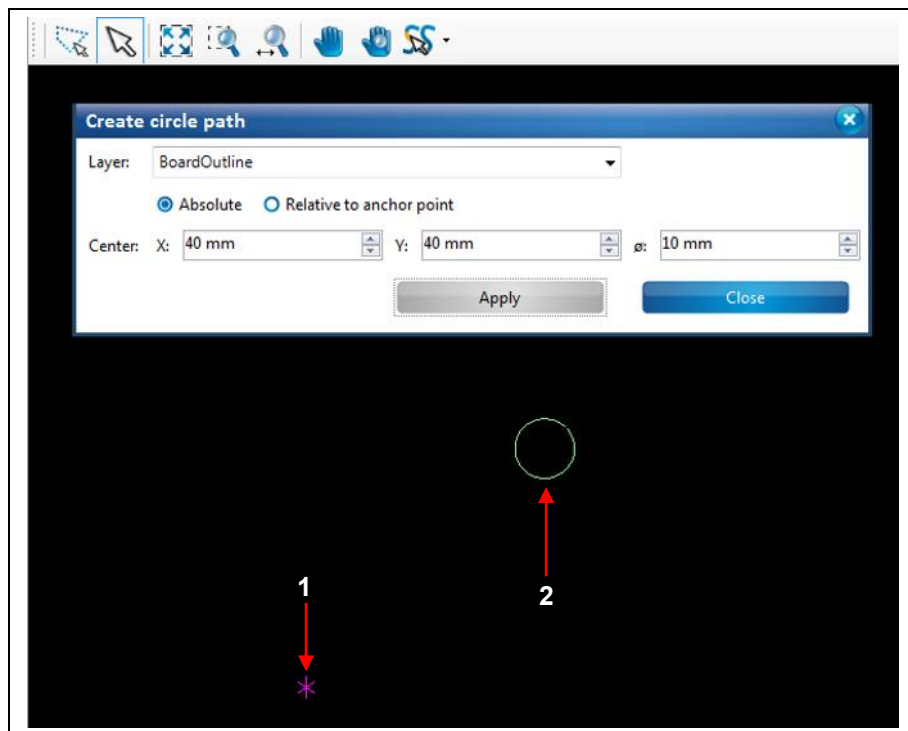 Create circle path
Layer: BoardOutline
Absolute Relative to anchor point
Center: X: 40 mm Y: 40 mm ø: 10 mm
Apply Close
1
2